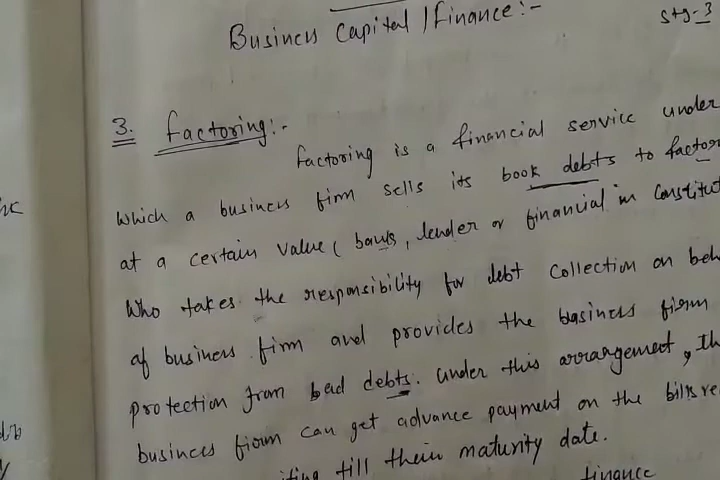 Business Capital / Finance :-
stg-3
3. Factoring :-
Factoring is a financial service under
which a business firm sells its book debts to factor
at a certain value ( banks, lender or financial in constitut
Who takes the responsibility for debt collection on beh
of business firm and provides the business firm
protection from bad debts. under this arrangement, th
business firm can get advance payment on the bills re
iting till their maturity date.
finance